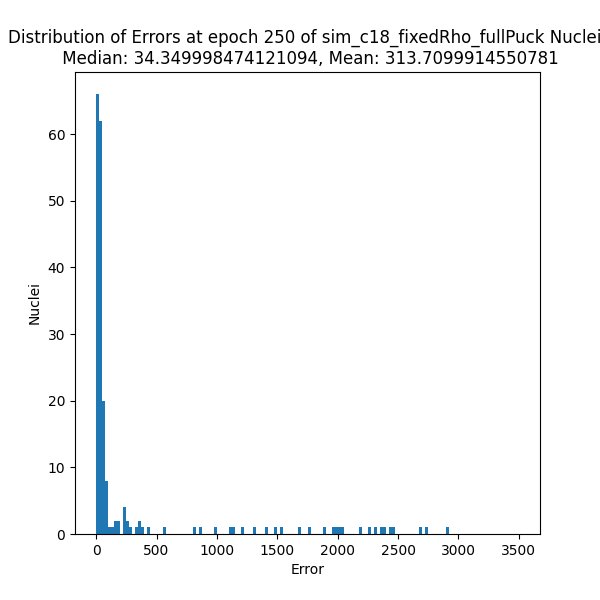 Distribution of Errors at epoch 250 of sim_c18_fixedRho_fullPuck Nuclei
Median: 34.349998474121094, Mean: 313.7099914550781
60
50
40
30
20
10
0
Nuclei
0 500 1000 1500 2000 2500 3000 3500
Error